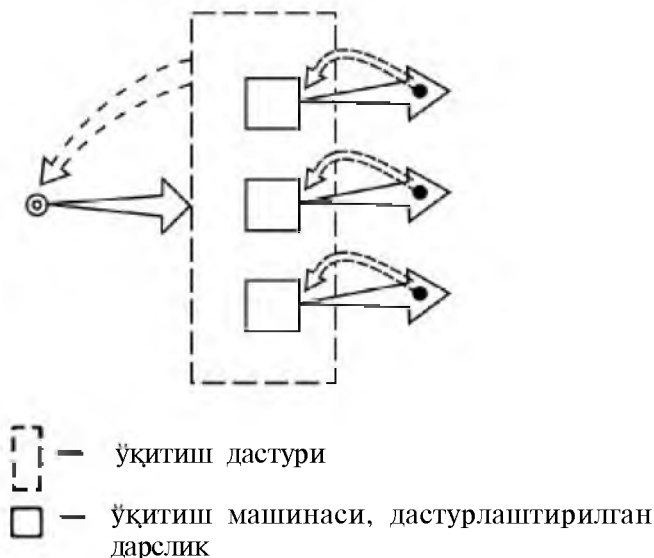 — ўқитиш дастури
— ўқитиш машинаси, дастурлаштирилган
дарслик